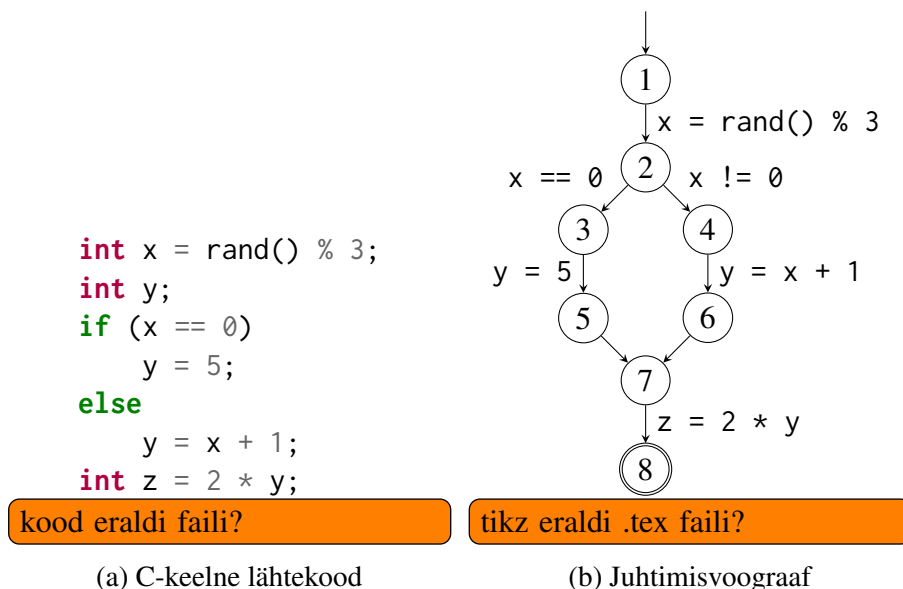 int x = rand() % 3;
int y;
if (x == 0)
    y = 5;
else
    y = x + 1;
int z = 2 * y;
kood eraldi faili?
(a) C-keelne lähtekood
1
x = rand() % 3
2
x == 0
x != 0
3
4
y = 5
y = x + 1
5
6
7
z = 2 * y
8
tikz eraldi .tex faili?
(b) Juhtimisvoograaf